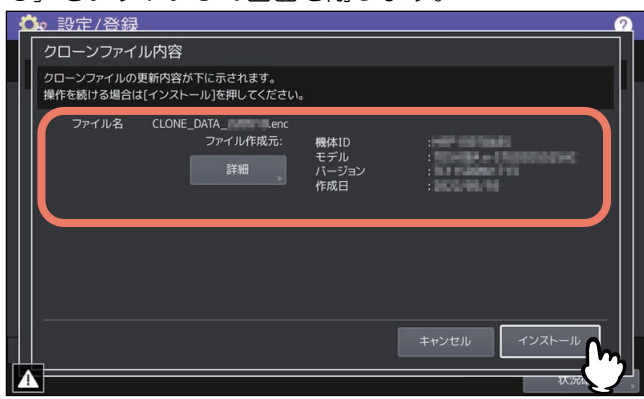 設定/登録
?
クローンファイル内容
クローンファイルの更新内容が下に示されます。
操作を続ける場合は[インストール]を押してください。
ファイル名 CLONE_DATA_ .enc
ファイル作成元: 機体ID :
モデル :
詳細 バージョン :
作成日 :
キャンセル インストール
状況